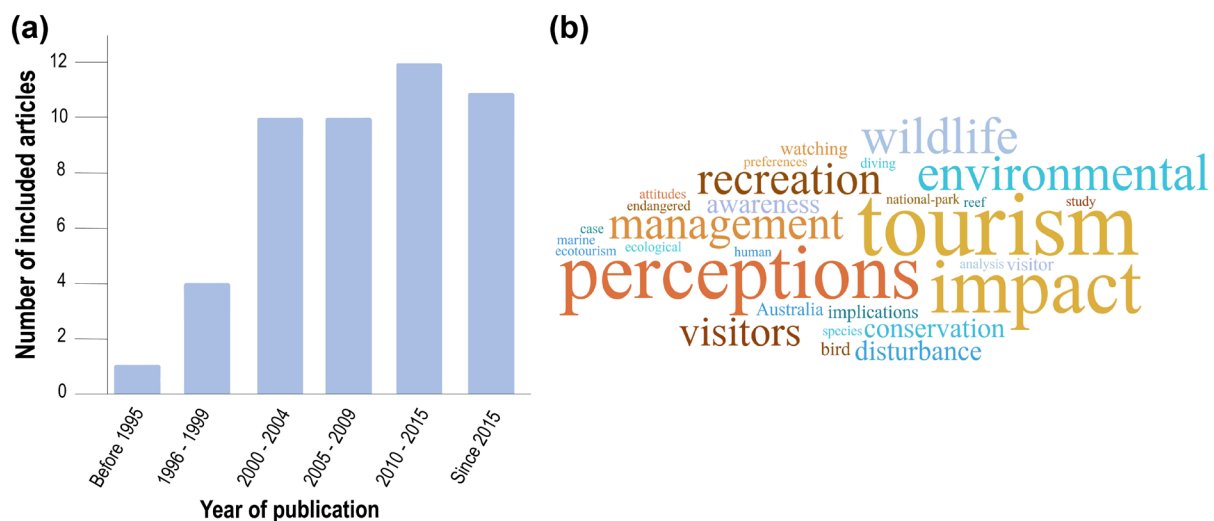 (a)
Number of included articles
12
10
8
6
4
2
0
Before 1995
1996 - 1999
2000 - 2004
2005 - 2009
2010 - 2015
Since 2015
Year of publication
(b)
wildlife
watching
preferences
diving
environmental
recreation
attitudes
endangered
awareness
national-park
reef
study
tourism
management
case
marine
ecological
ecotourism
human
perceptions
analysis
visitor
impact
Australia
implications
visitors
species
conservation
bird
disturbance